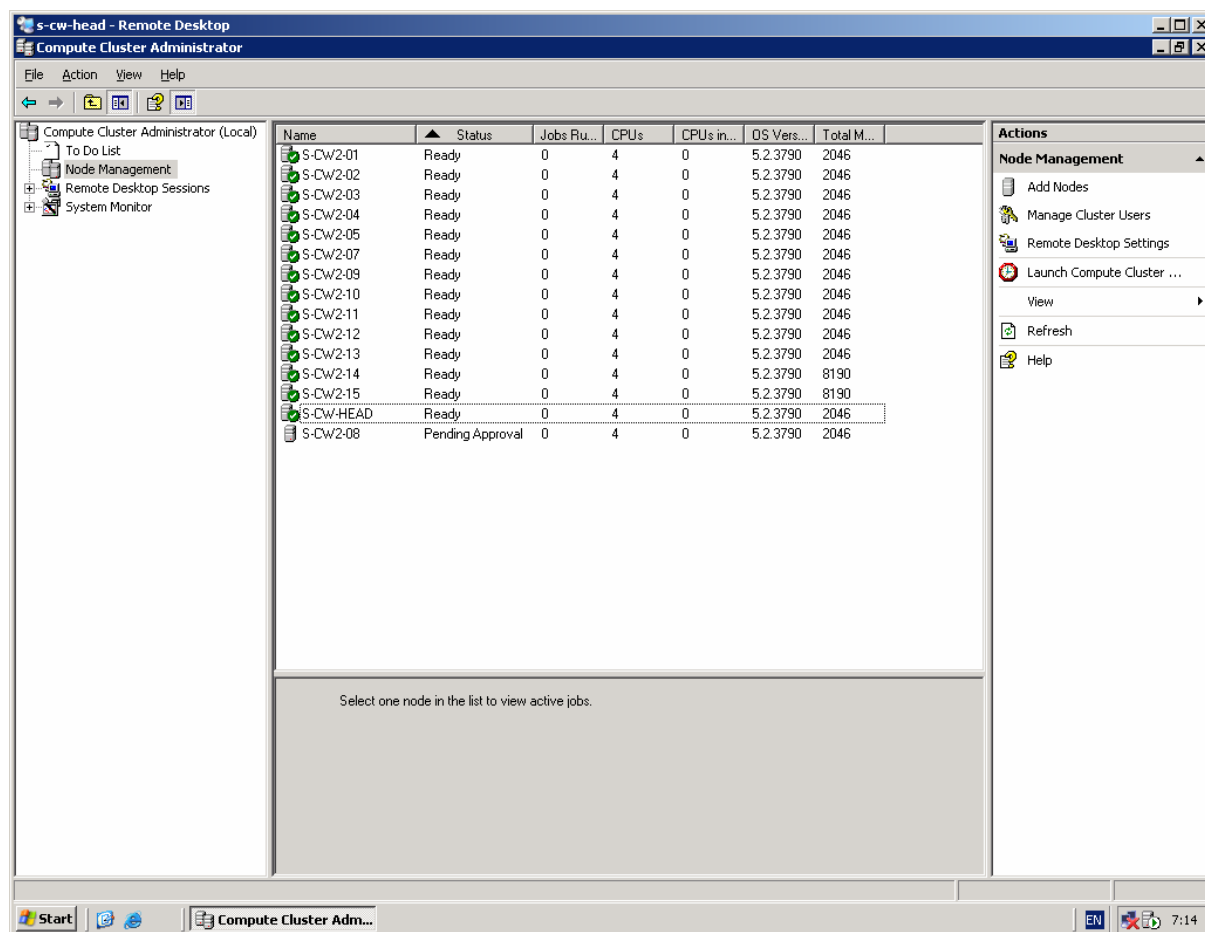 s-cw-head - Remote Desktop
Compute Cluster Administrator
File Action View Help
Compute Cluster Administrator (Local)
To Do List
Node Management
Remote Desktop Sessions
System Monitor
Name Status Jobs Ru... CPUs CPUs in... OS Vers... Total M...
S-CW2-01 Ready 0 4 0 5.2.3790 2046
S-CW2-02 Ready 0 4 0 5.2.3790 2046
S-CW2-03 Ready 0 4 0 5.2.3790 2046
S-CW2-04 Ready 0 4 0 5.2.3790 2046
S-CW2-05 Ready 0 4 0 5.2.3790 2046
S-CW2-07 Ready 0 4 0 5.2.3790 2046
S-CW2-09 Ready 0 4 0 5.2.3790 2046
S-CW2-10 Ready 0 4 0 5.2.3790 2046
S-CW2-11 Ready 0 4 0 5.2.3790 2046
S-CW2-12 Ready 0 4 0 5.2.3790 2046
S-CW2-13 Ready 0 4 0 5.2.3790 2046
S-CW2-14 Ready 0 4 0 5.2.3790 8190
S-CW2-15 Ready 0 4 0 5.2.3790 8190
S-CW-HEAD Ready 0 4 0 5.2.3790 2046
S-CW2-08 Pending Approval 0 4 0 5.2.3790 2046
Select one node in the list to view active jobs.
Actions
Node Management
Add Nodes
Manage Cluster Users
Remote Desktop Settings
Launch Compute Cluster ...
View
Refresh
Help
Start Compute Cluster Adm... EN 7:14